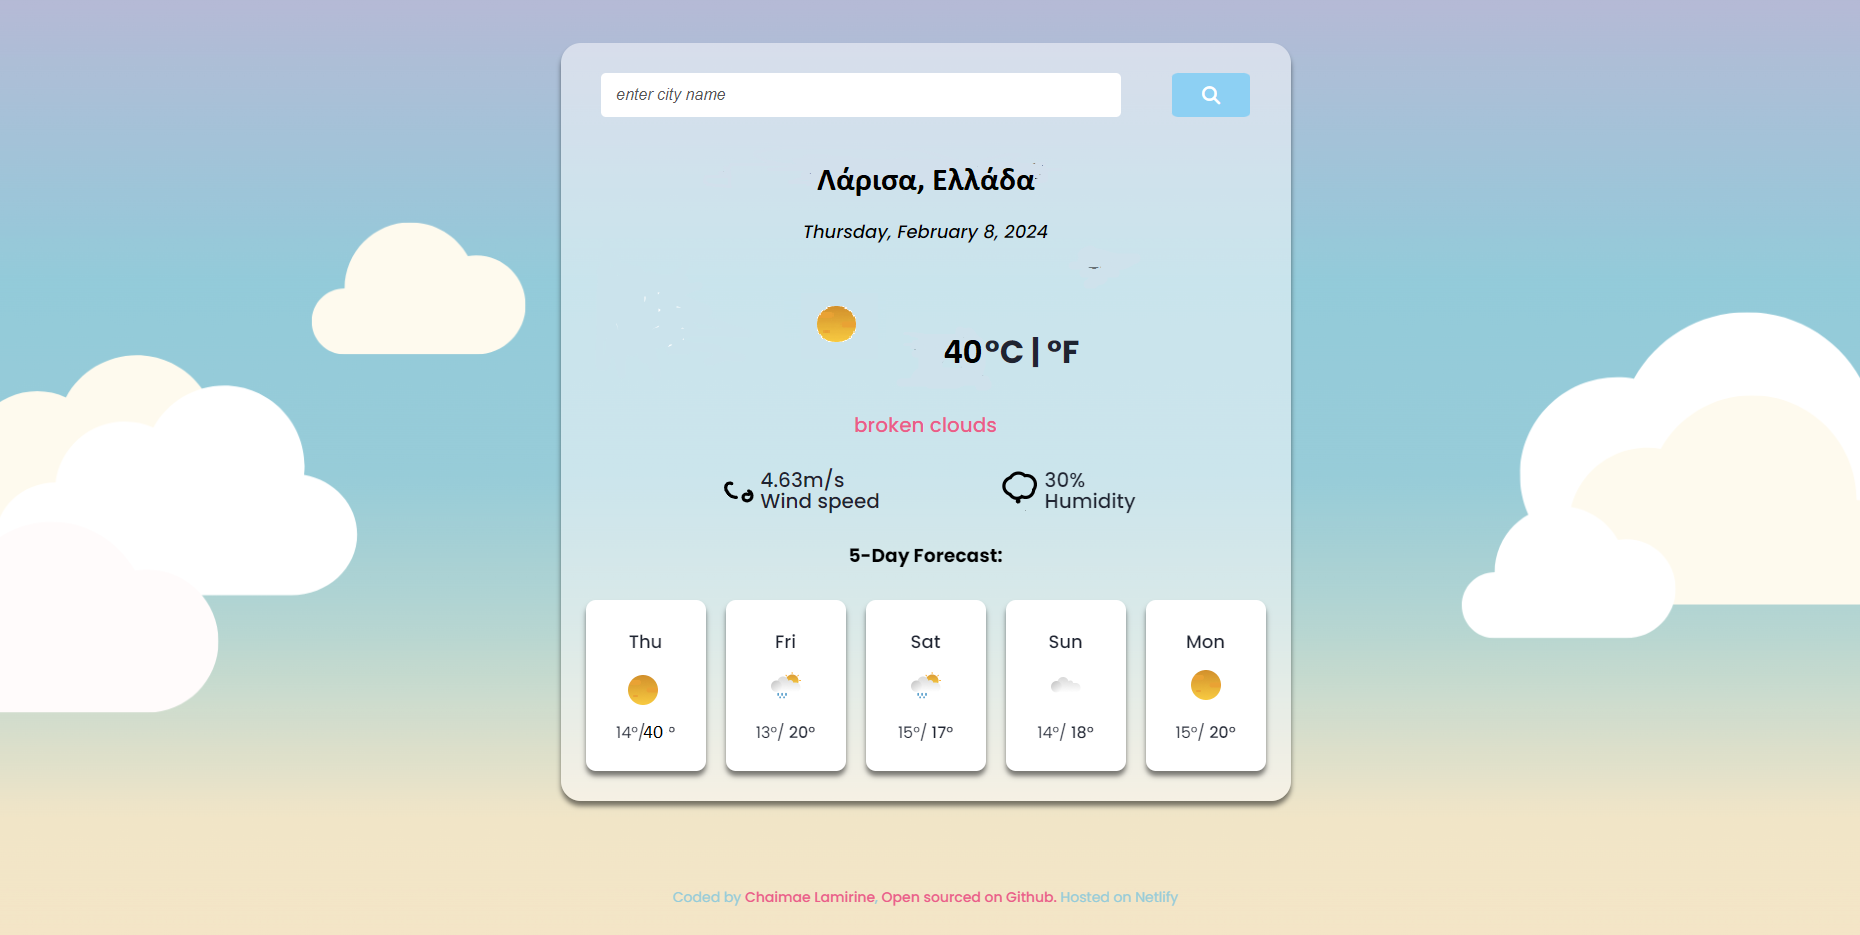 enter city name
Λάρισα, Ελλάδα
Thursday, February 8, 2024
40°C | °F
broken clouds
4.63m/s
Wind speed
30%
Humidity
5-Day Forecast:
Thu
14°/40 °
Fri
13°/ 20°
Sat
15°/ 17°
Sun
14°/ 18°
Mon
15°/ 20°
Coded by Chaimae Lamirine, Open sourced on Github. Hosted on Netlify